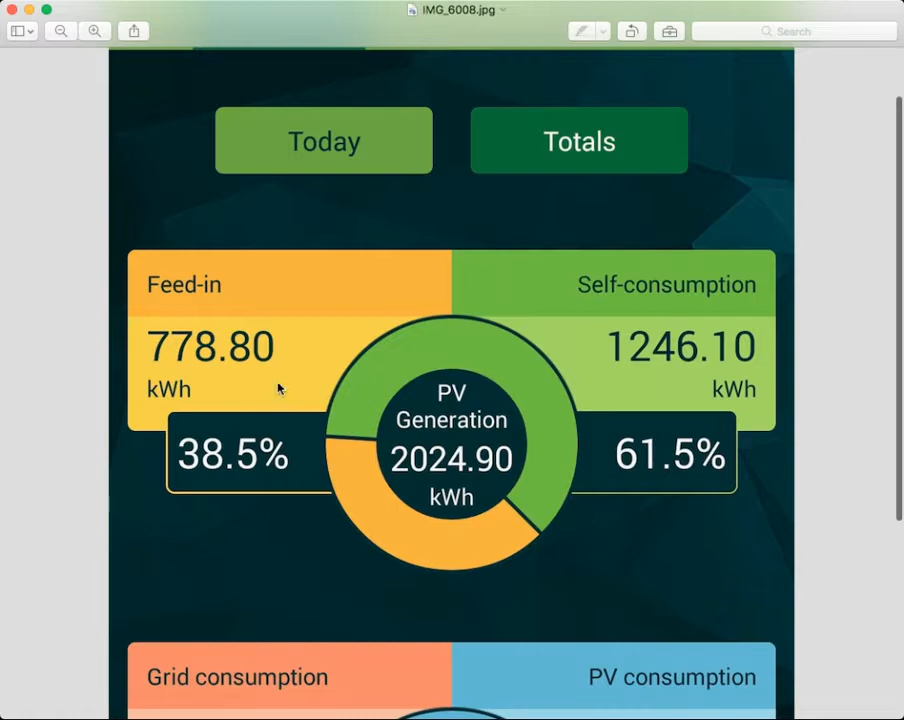 IMG_6008.jpg
Search
Today
Totals
Feed-in
Self-consumption
778.80
kWh
1246.10
kWh
PV
Generation
2024.90
kWh
38.5%
61.5%
Grid consumption
PV consumption